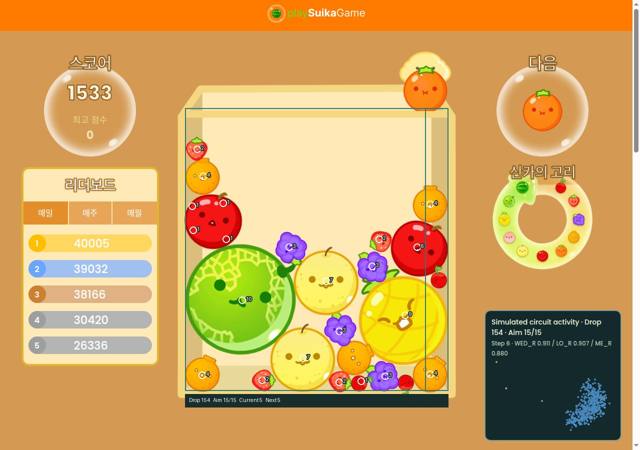 playSuikaGame
스코어
1533
최고 점수
0
다음
신카의 고리
리더보드
매일
매주
매월
1 40005
2 39032
3 38166
4 30420
5 26336
Simulated circuit activity · Drop
154 · Aim 15/15
Step 6 · WED_R 0.911 / LO_R 0.907 / ME_R
0.880
Drop 154 Aim 15/15 Current 5 Next 5